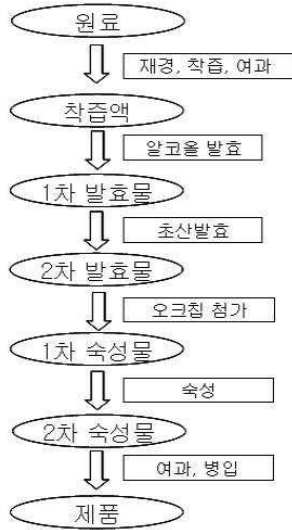 원료
재경, 착즙, 여과
착즙액
알코올 발효
1차 발효물
초산발효
2차 발효물
오크칩 첨가
1차 숙성물
숙성
2차 숙성물
여과, 병입
제품